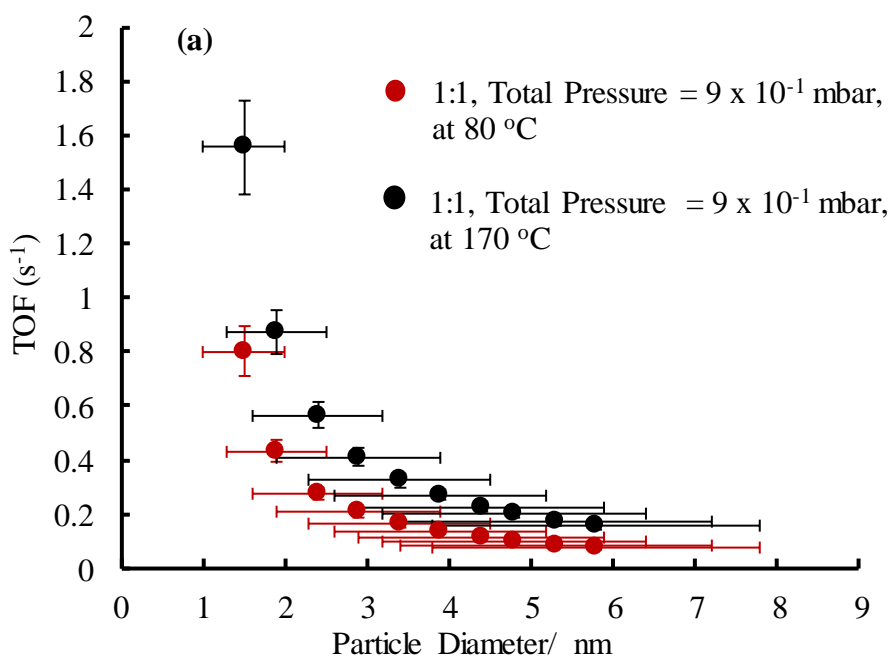 (a)
2
1.8
1.6
1.4
1.2
1
0.8
0.6
0.4
0.2
0
TOF (s⁻¹)
1:1, Total Pressure = 9 x 10⁻¹ mbar,
at 80 ᵒC
1:1, Total Pressure = 9 x 10⁻¹ mbar,
at 170 ᵒC
0 1 2 3 4 5 6 7 8 9
Particle Diameter/ nm